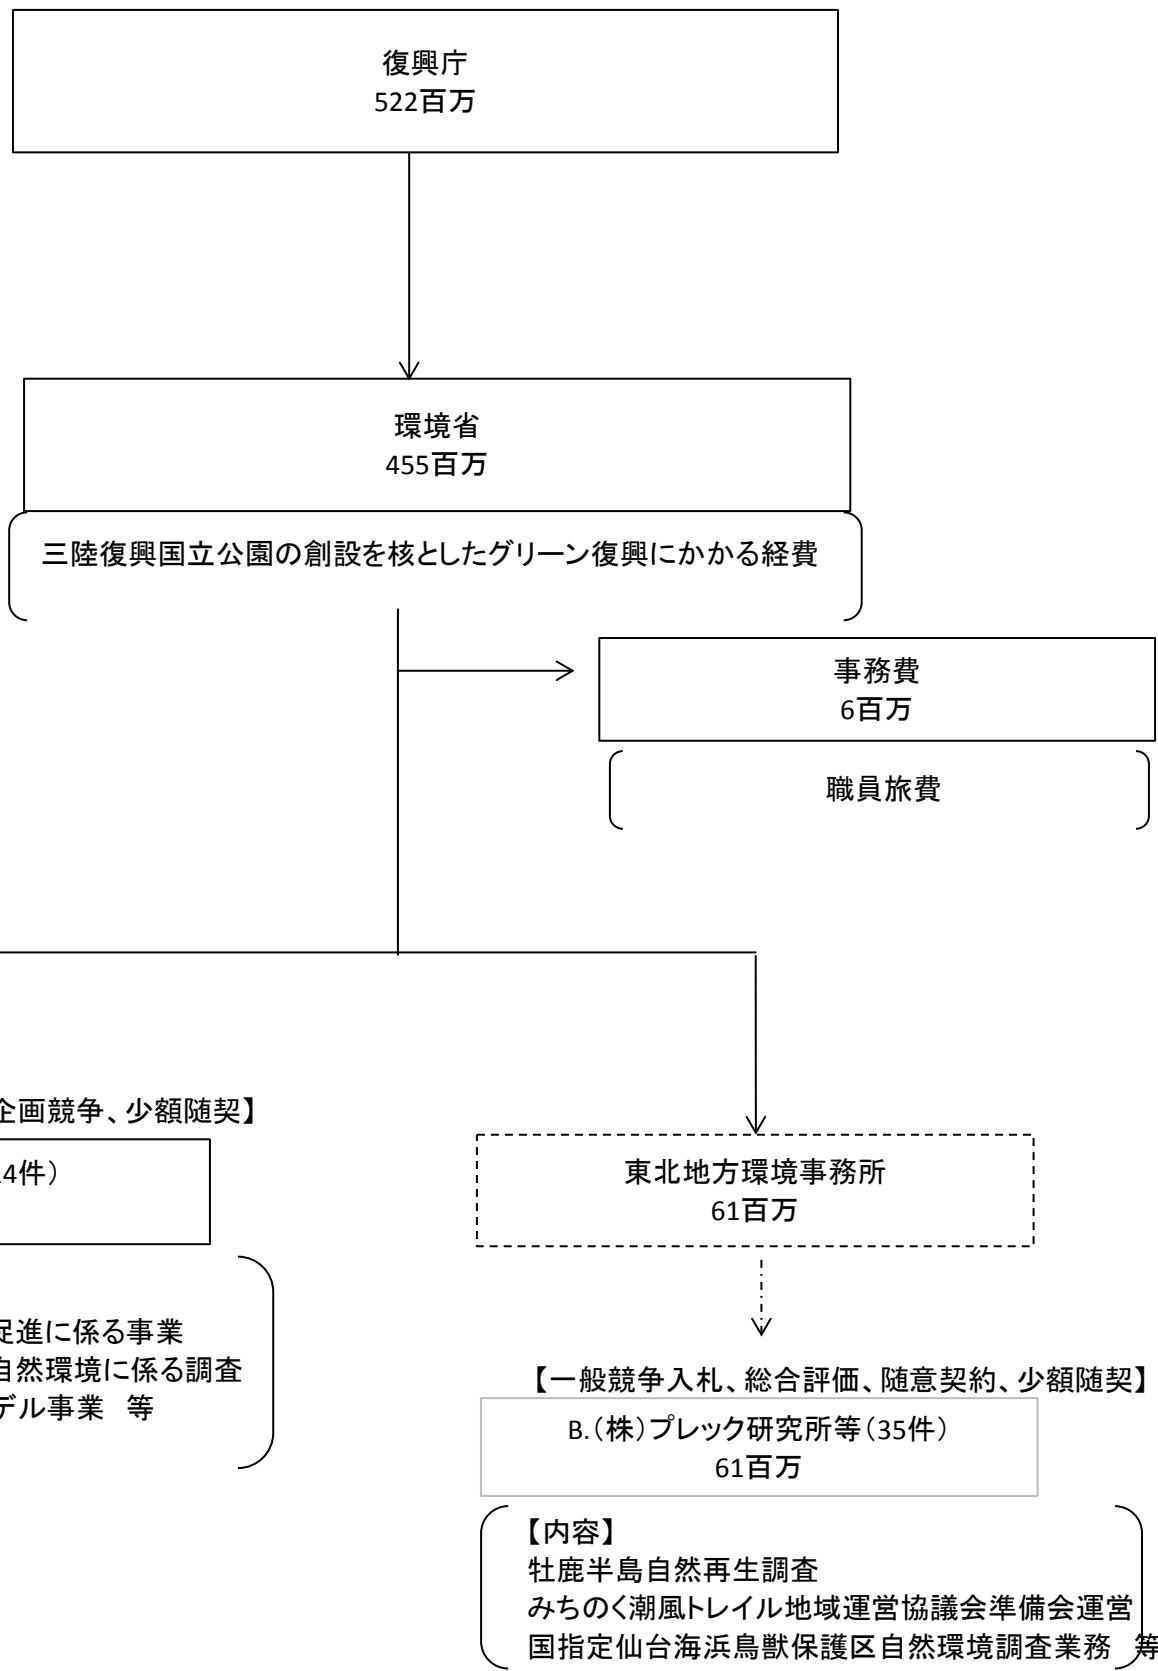 復興庁
522百万
環境省
455百万
三陸復興国立公園の創設を核としたグリーン復興にかかる経費
事務費
6百万
職員旅費
企画競争、少額随契】
4件）
促進に係る事業
自然環境に係る調査
デル事業　等
東北地方環境事務所
61百万
【一般競争入札、総合評価、随意契約、少額随契】
B.（株）プレック研究所等（35件）
61百万
【内容】
牡鹿半島自然再生調査
みちのく潮風トレイル地域運営協議会準備会運営
国指定仙台海浜鳥獣保護区自然環境調査業務　等